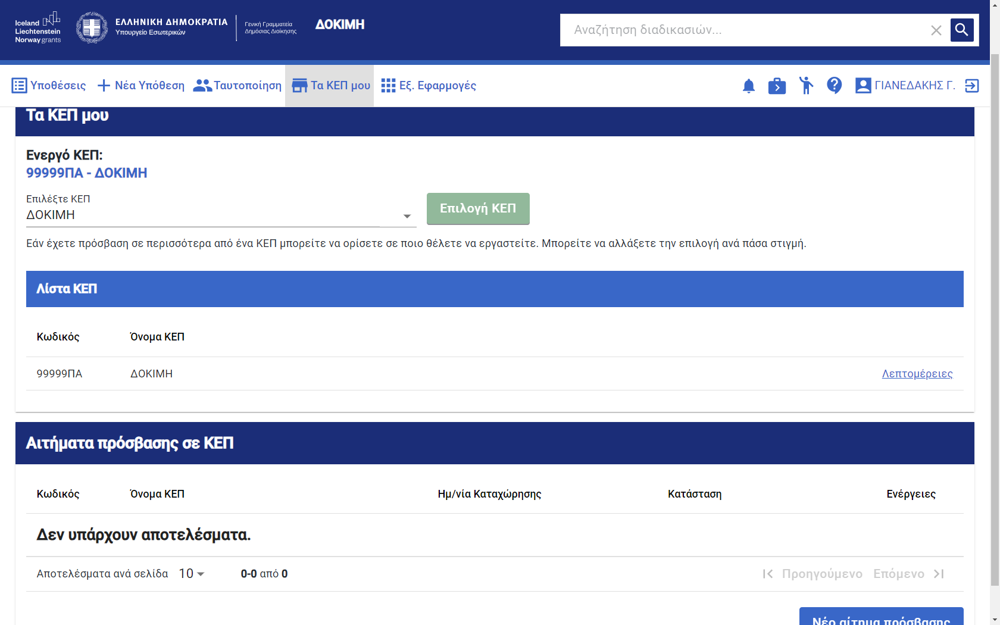 Iceland
Liechtenstein
Norway grants
ΕΛΛΗΝΙΚΗ ΔΗΜΟΚΡΑΤΙΑ
Υπουργείο Εσωτερικών
Γενική Γραμματεία
Δημόσιας Διοίκησης
ΔΟΚΙΜΗ
Αναζήτηση διαδικασιών...
Υποθέσεις
Νέα Υπόθεση
Ταυτοποίηση
Τα ΚΕΠ μου
Εξ. Εφαρμογές
ΓΙΑΝΕΔΑΚΗΣ Γ.
Τα ΚΕΠ μου
Ενεργό ΚΕΠ:
99999ΠΑ - ΔΟΚΙΜΗ
Επιλέξτε ΚΕΠ
ΔΟΚΙΜΗ
Επιλογή ΚΕΠ
Εάν έχετε πρόσβαση σε περισσότερα από ένα ΚΕΠ μπορείτε να ορίσετε σε ποιο θέλετε να εργαστείτε. Μπορείτε να αλλάξετε την επιλογή ανά πάσα στιγμή.
Λίστα ΚΕΠ
Κωδικός Όνομα ΚΕΠ
99999ΠΑ ΔΟΚΙΜΗ Λεπτομέρειες
Αιτήματα πρόσβασης σε ΚΕΠ
Κωδικός Όνομα ΚΕΠ Ημ/νία Καταχώρησης Κατάσταση Ενέργειες
Δεν υπάρχουν αποτελέσματα.
Αποτελέσματα ανά σελίδα 10 0-0 από 0 Προηγούμενο Επόμενο
Νέο αίτημα πρόσβασης